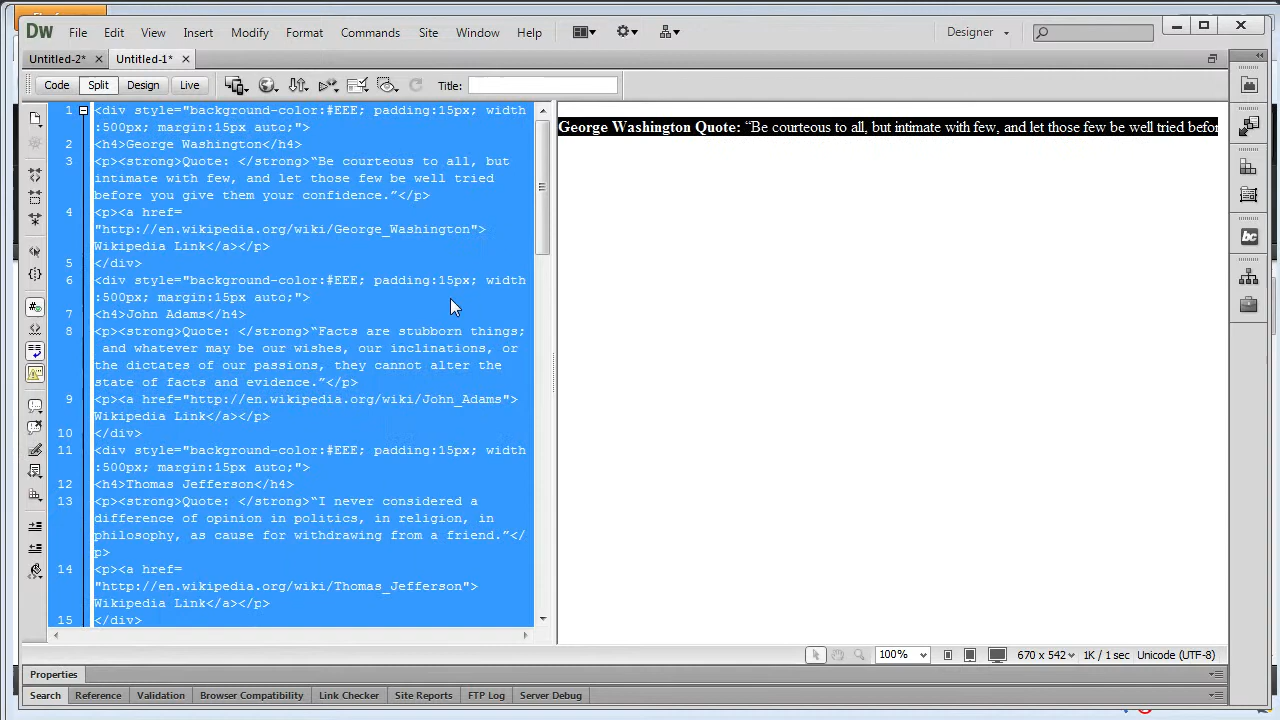 Dw File Edit View Insert Modify Format Commands Site Window Help Designer
Untitled-2* × Untitled-1* ×
Code Split Design Live Title:
1 <div style="background-color:#EEE; padding:15px; width
:500px; margin:15px auto;">
2 <h4>George Washington</h4>
3 <p><strong>Quote: </strong>“Be courteous to all, but
intimate with few, and let those few be well tried
before you give them your confidence.”</p>
4 <p><a href=
"http://en.wikipedia.org/wiki/George_Washington">
Wikipedia Link</a></p>
5 </div>
6 <div style="background-color:#EEE; padding:15px; width
:500px; margin:15px auto;">
7 <h4>John Adams</h4>
8 <p><strong>Quote: </strong>“Facts are stubborn things;
and whatever may be our wishes, our inclinations, or
the dictates of our passions, they cannot alter the
state of facts and evidence.”</p>
9 <p><a href="http://en.wikipedia.org/wiki/John_Adams">
Wikipedia Link</a></p>
10 </div>
11 <div style="background-color:#EEE; padding:15px; width
:500px; margin:15px auto;">
12 <h4>Thomas Jefferson</h4>
13 <p><strong>Quote: </strong>“I never considered a
difference of opinion in politics, in religion, in
philosophy, as cause for withdrawing from a friend.”</
p>
14 <p><a href=
"http://en.wikipedia.org/wiki/Thomas_Jefferson">
Wikipedia Link</a></p>
15 </div>
George Washington Quote: “Be courteous to all, but intimate with few, and let those few be well tried befor
bc
100% 670 x 542 1K / 1 sec Unicode (UTF-8)
Properties
Search Reference Validation Browser Compatibility Link Checker Site Reports FTP Log Server Debug